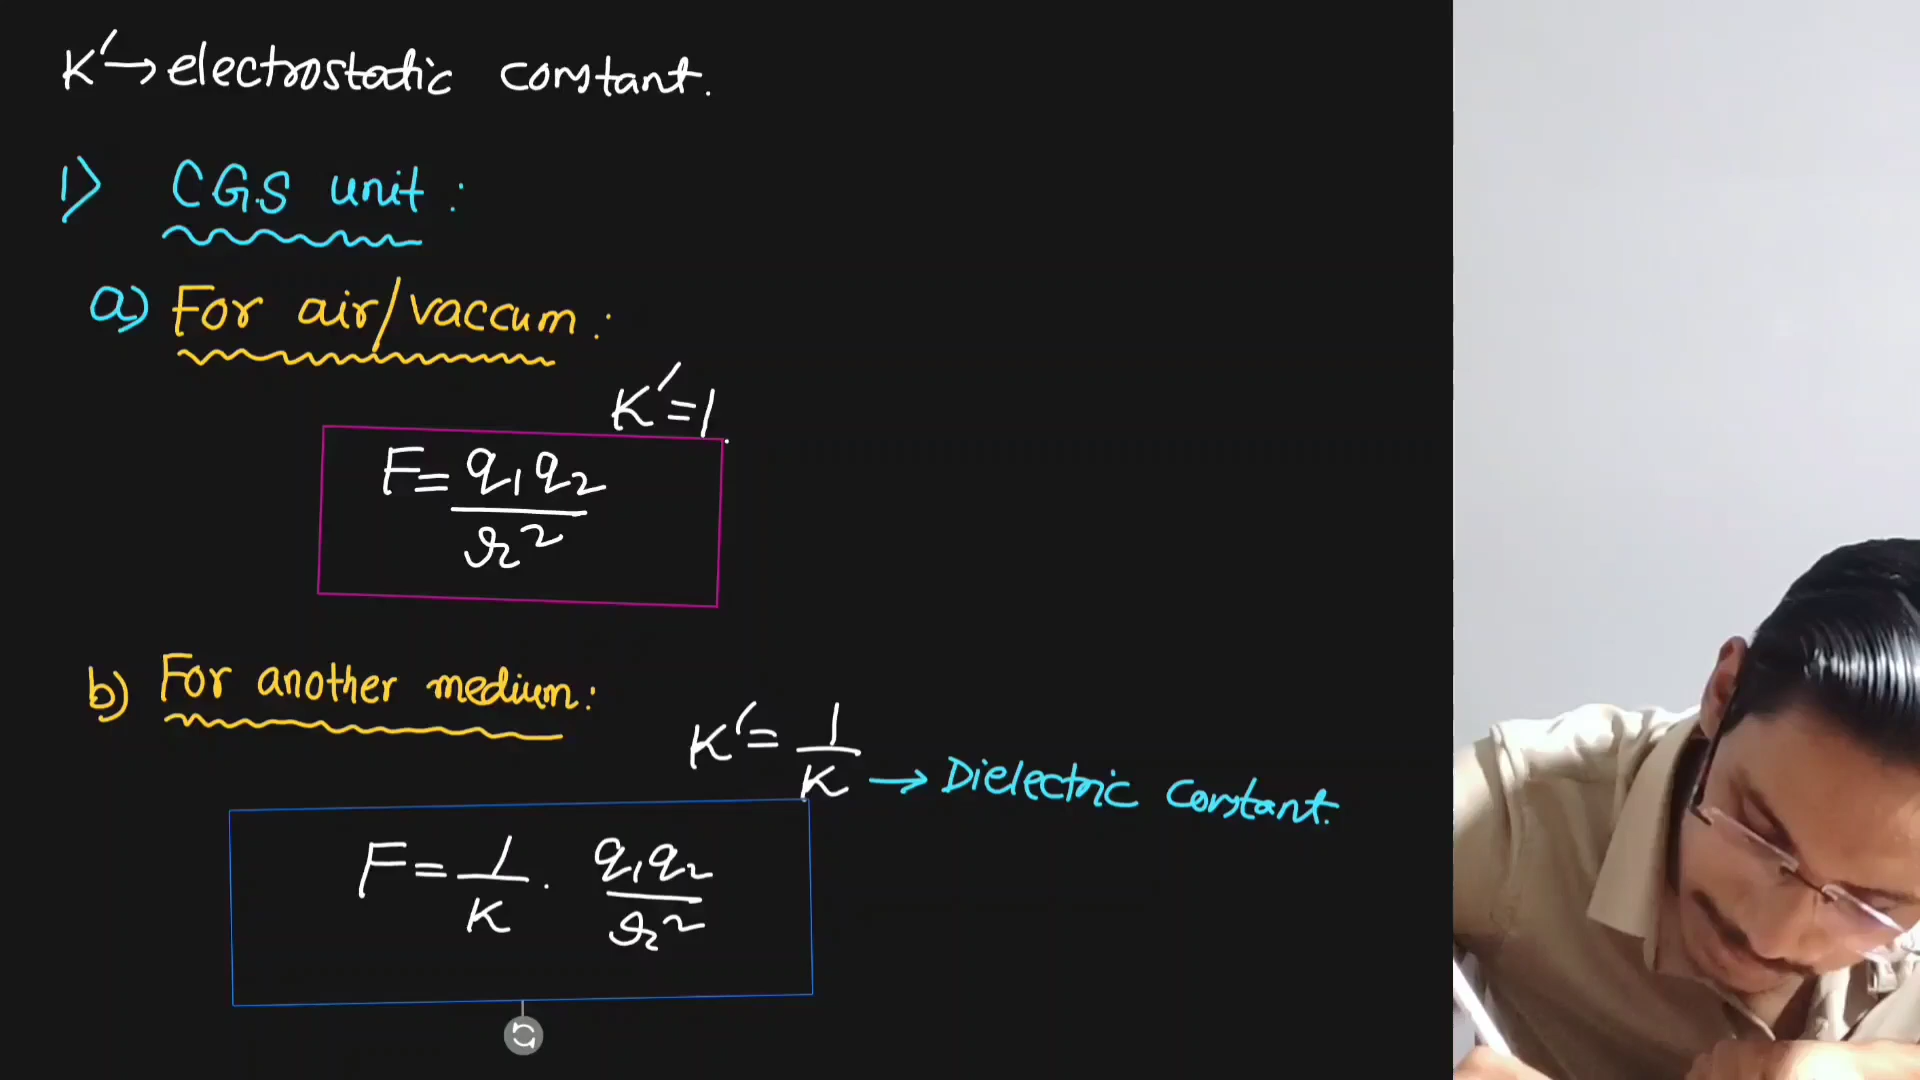 K′ → electrostatic constant.
1) CGS unit :
a) For air/vaccum :
K′ = 1.
F = q₁q₂ / r²
b) For another medium :
K′ = 1/K → Dielectric constant.
F = 1/K . q₁q₂ / r²